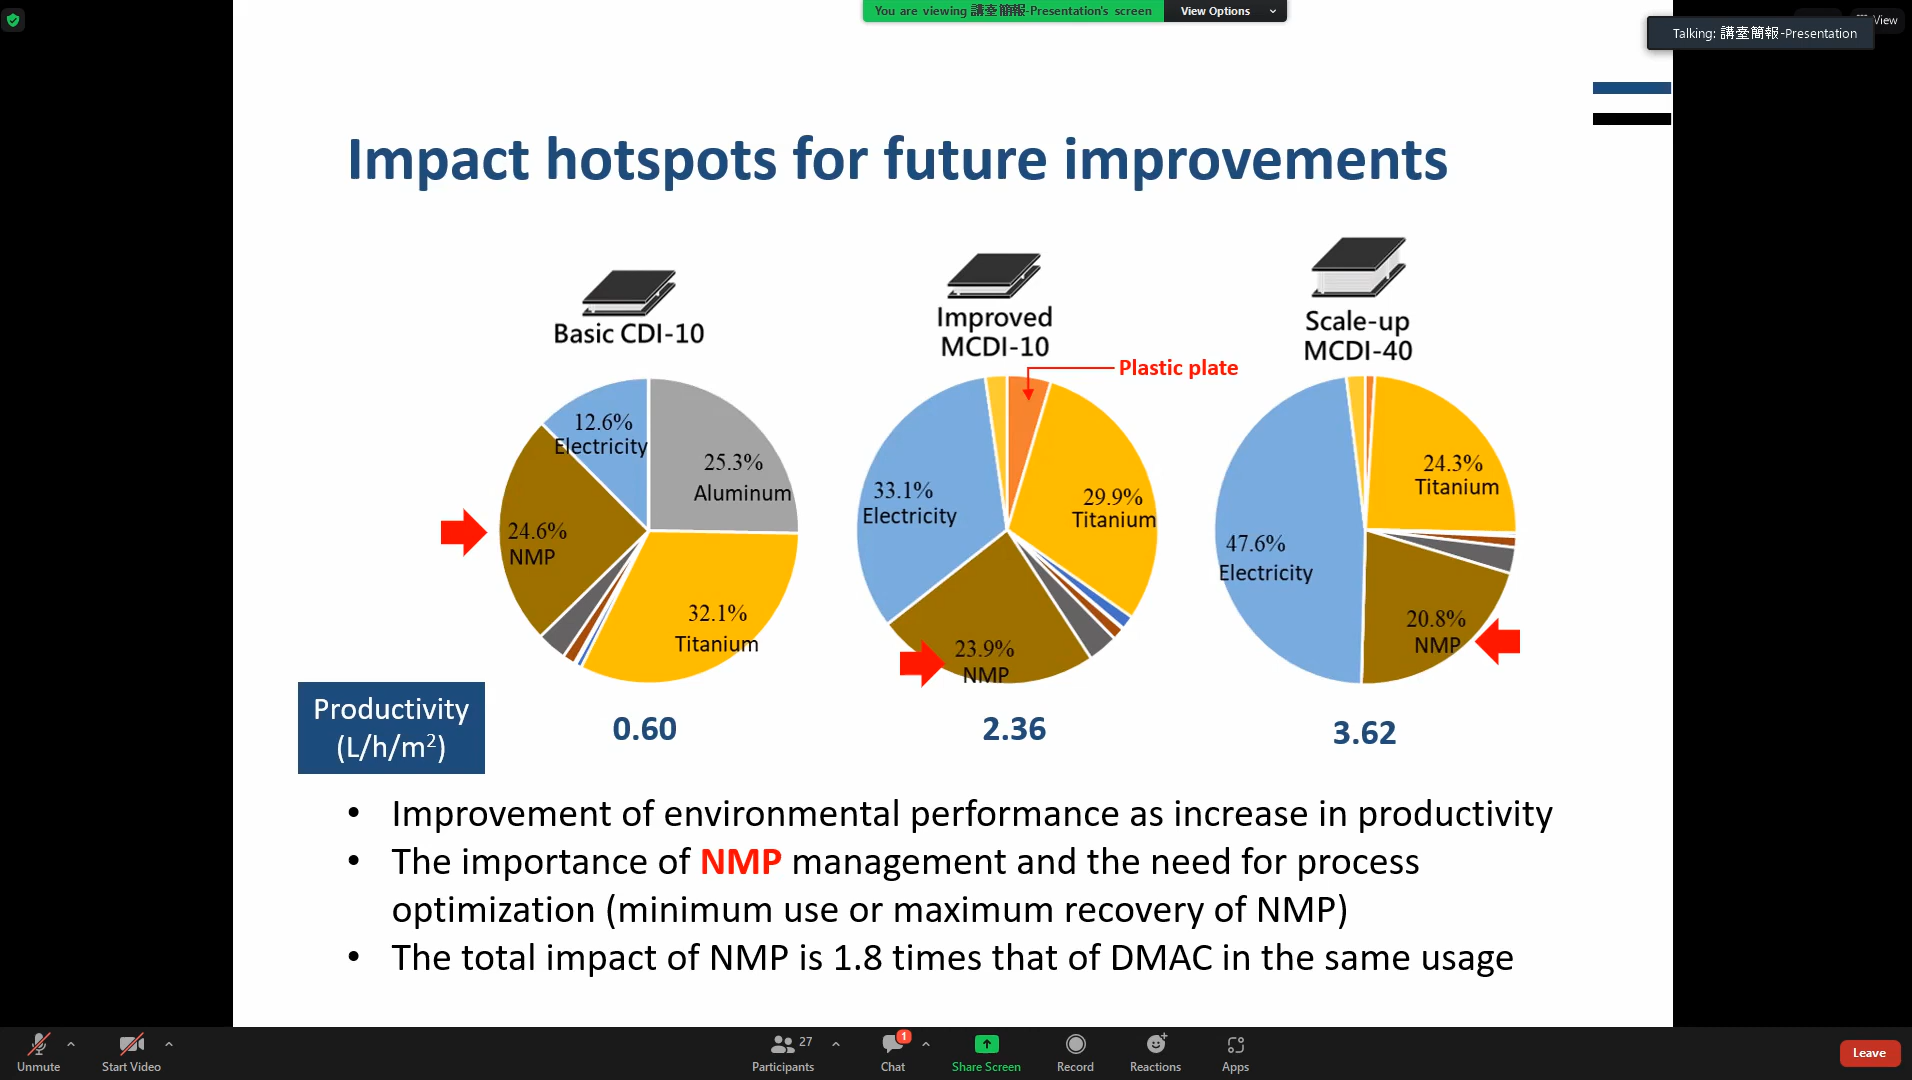 You are viewing 講臺簡報-Presentation's screen
View Options
View
Talking: 講臺簡報-Presentation
Impact hotspots for future improvements
Basic CDI-10
Improved
MCDI-10
Scale-up
MCDI-40
Plastic plate
12.6%
Electricity
25.3%
Aluminum
24.6%
NMP
32.1%
Titanium
33.1%
Electricity
29.9%
Titanium
23.9%
NMP
24.3%
Titanium
47.6%
Electricity
20.8%
NMP
Productivity
(L/h/m²)
0.60
2.36
3.62
• Improvement of environmental performance as increase in productivity
• The importance of NMP management and the need for process
optimization (minimum use or maximum recovery of NMP)
• The total impact of NMP is 1.8 times that of DMAC in the same usage
Unmute
Start Video
27
Participants
1
Chat
Share Screen
Record
Reactions
Apps
Leave